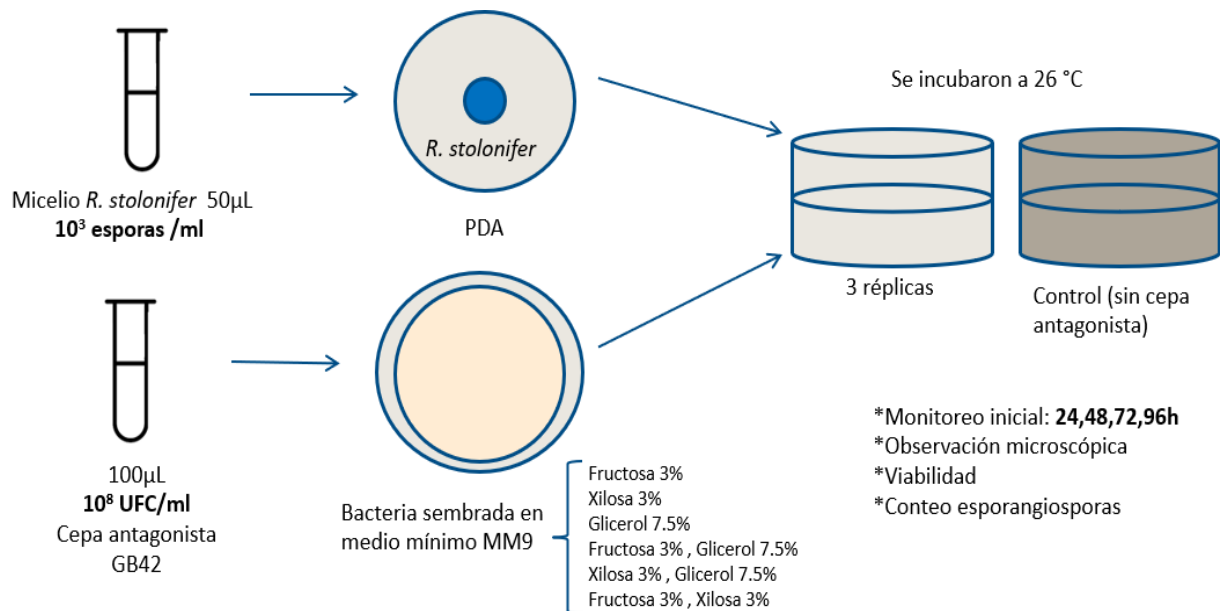 Micelio R. stolonifer 50µL
10³ esporas /ml
R. stolonifer
PDA
Se incubaron a 26 °C
3 réplicas
Control (sin cepa
antagonista)
100µL
10⁸ UFC/ml
Cepa antagonista
GB42
Bacteria sembrada en
medio mínimo MM9
Fructosa 3%
Xilosa 3%
Glicerol 7.5%
Fructosa 3% , Glicerol 7.5%
Xilosa 3% , Glicerol 7.5%
Fructosa 3% , Xilosa 3%
*Monitoreo inicial: 24,48,72,96h
*Observación microscópica
*Viabilidad
*Conteo esporangiosporas